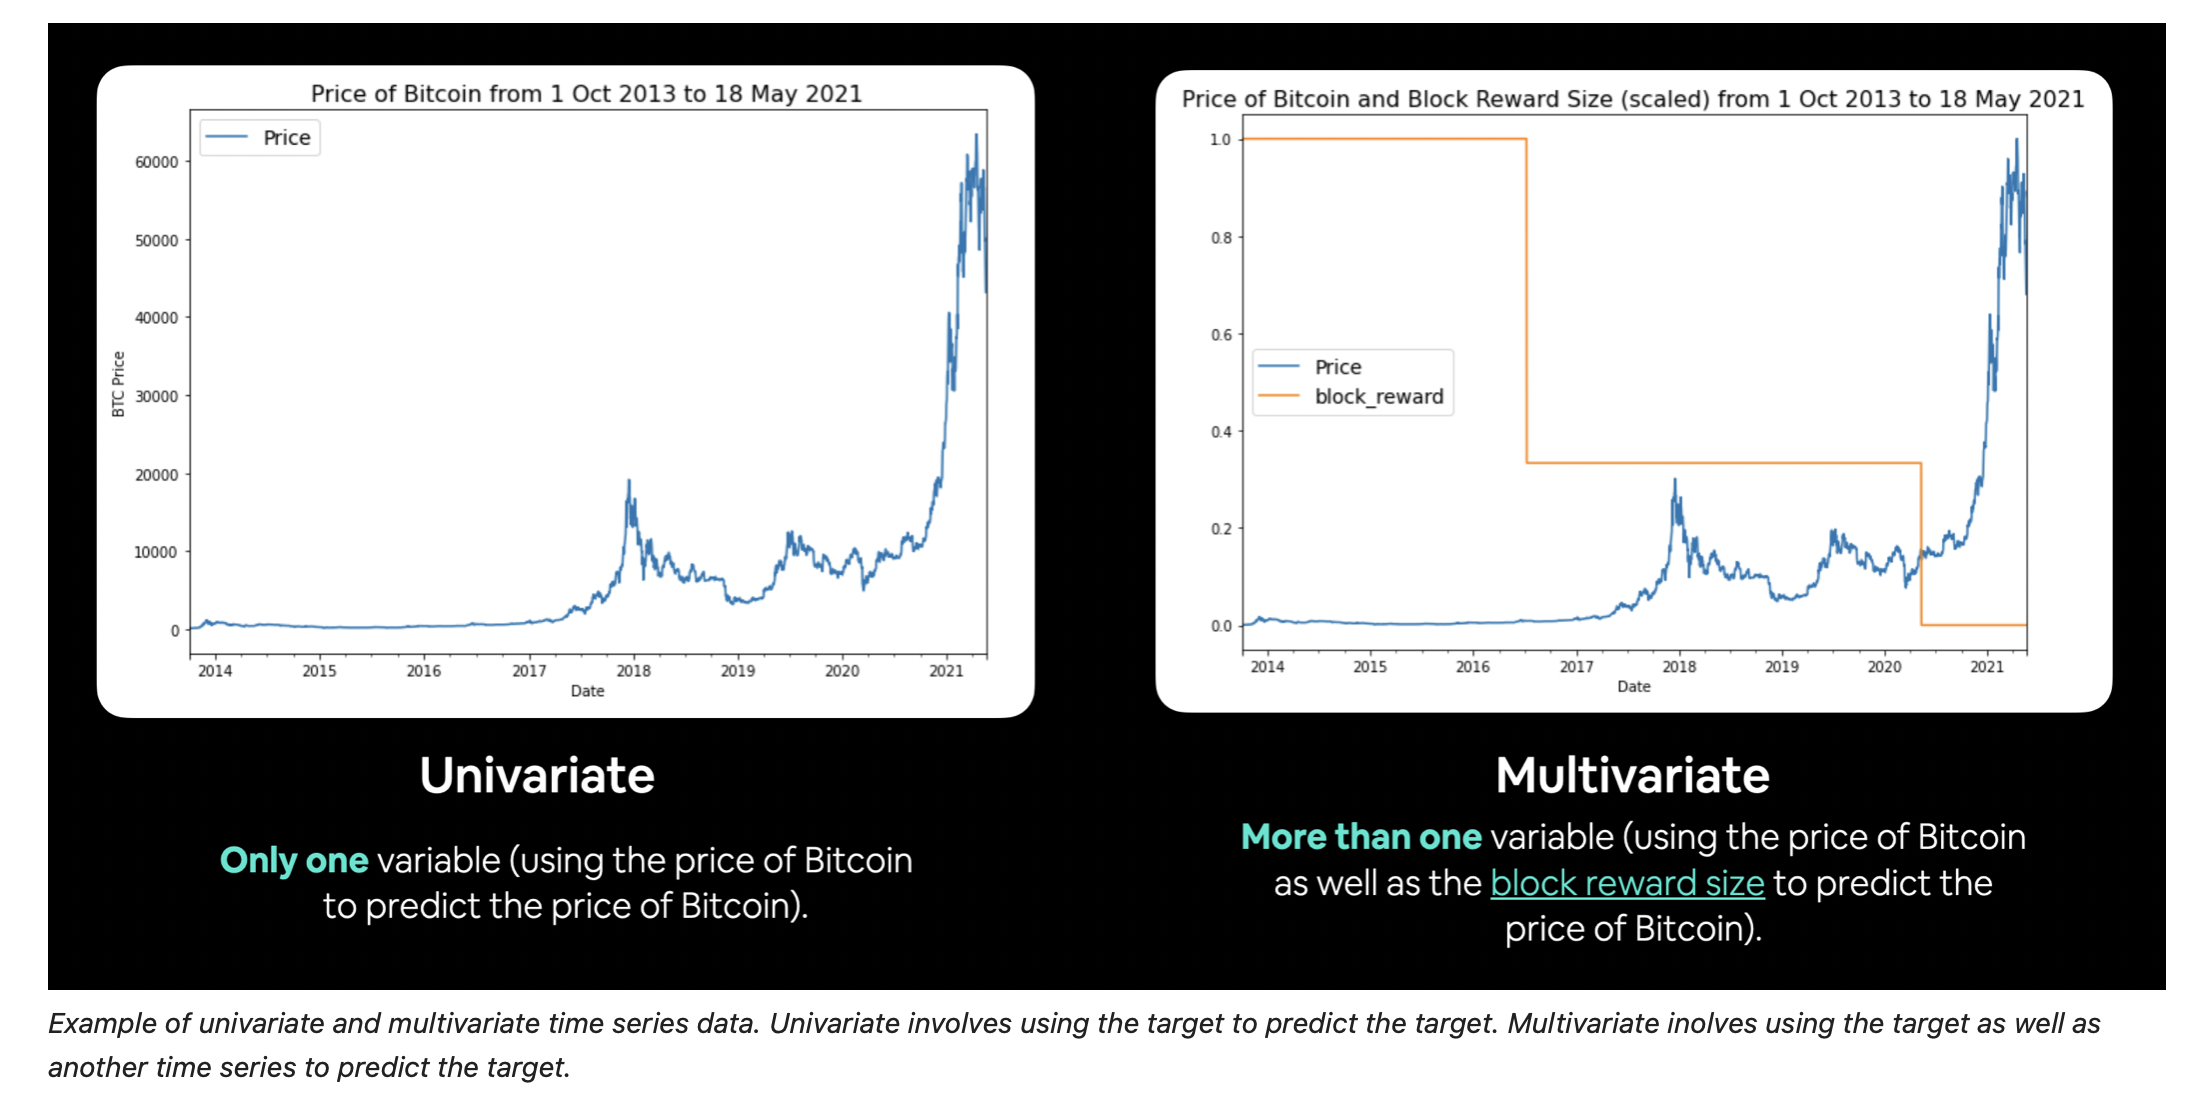 Price of Bitcoin from 1 Oct 2013 to 18 May 2021
Price
60000
50000
40000
30000
20000
10000
0
BTC Price
2014 2015 2016 2017 2018 2019 2020 2021
Date
Univariate
Only one variable (using the price of Bitcoin
to predict the price of Bitcoin).
Price of Bitcoin and Block Reward Size (scaled) from 1 Oct 2013 to 18 May 2021
1.0
0.8
0.6
0.4
0.2
0.0
Price
block_reward
2014 2015 2016 2017 2018 2019 2020 2021
Date
Multivariate
More than one variable (using the price of Bitcoin
as well as the block reward size to predict the
price of Bitcoin).
Example of univariate and multivariate time series data. Univariate involves using the target to predict the target. Multivariate inolves using the target as well as
another time series to predict the target.